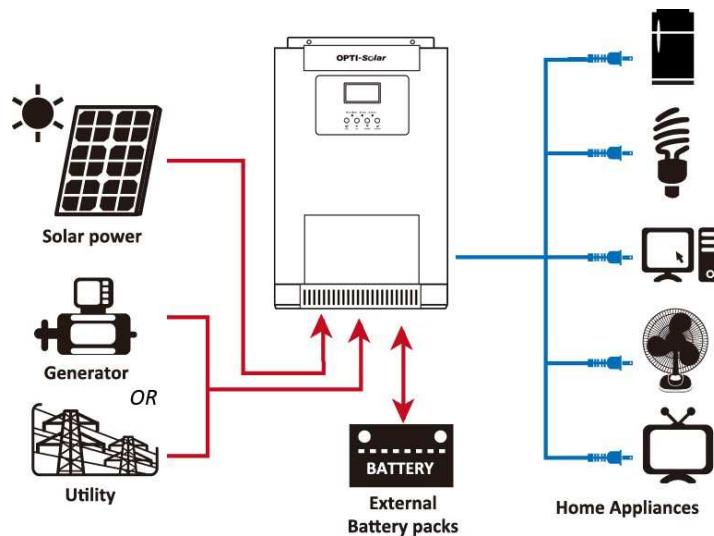 OPTI-Solar
Solar power
Generator
OR
Utility
BATTERY
External
Battery packs
Home Appliances